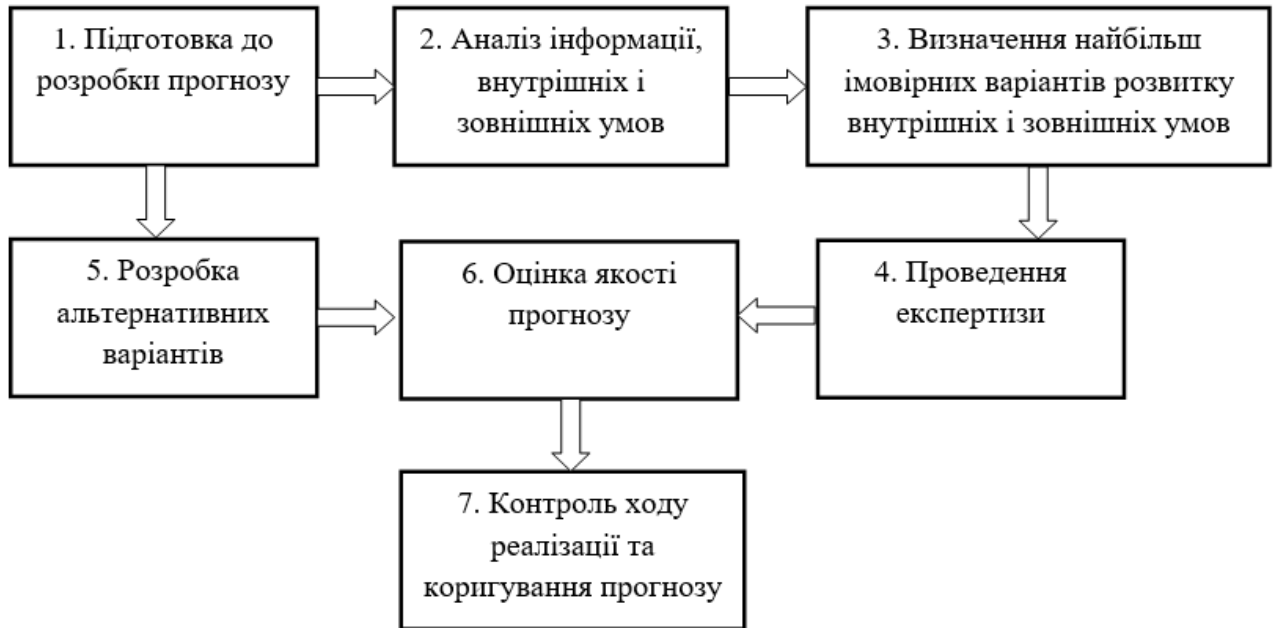 1. Підготовка до
розробки прогнозу
2. Аналіз інформації,
внутрішніх і
зовнішніх умов
3. Визначення найбільш
імовірних варіантів розвитку
внутрішніх і зовнішніх умов
5. Розробка
альтернативних
варіантів
6. Оцінка якості
прогнозу
4. Проведення
експертизи
7. Контроль ходу
реалізації та
коригування прогнозу